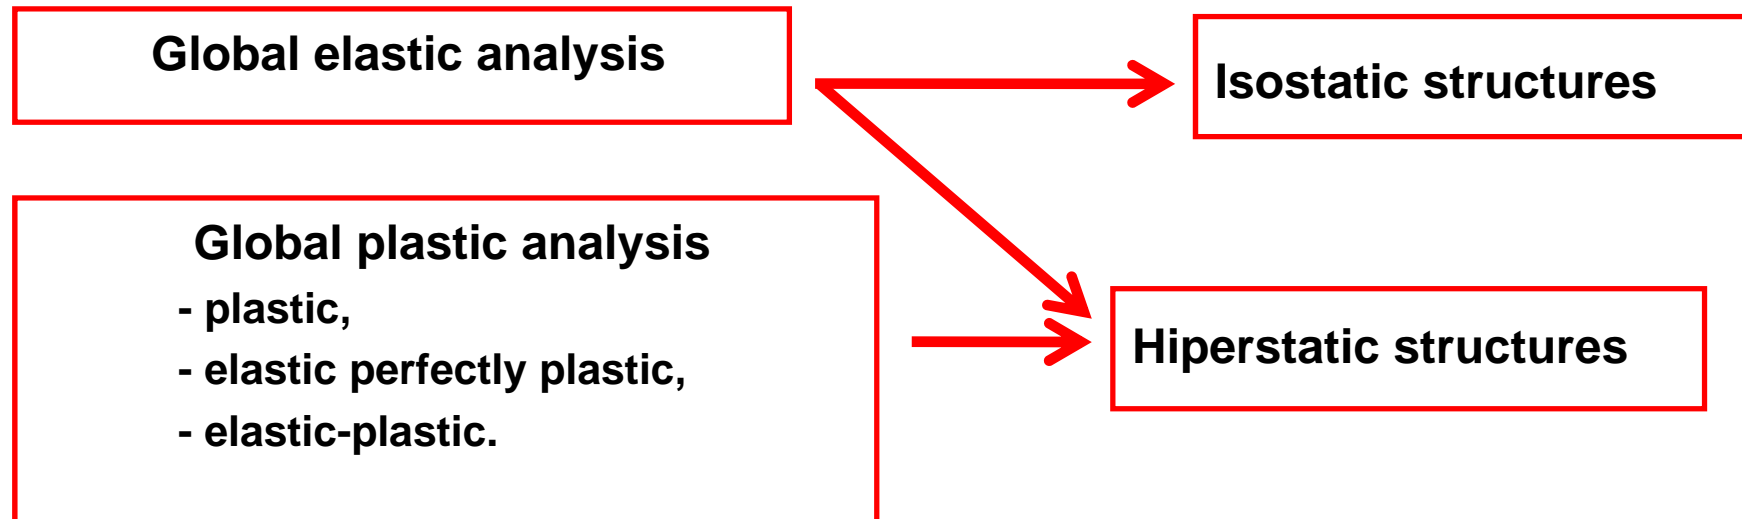 Global elastic analysis
Isostatic structures
Global plastic analysis
- plastic,
- elastic perfectly plastic,
- elastic-plastic.
Hiperstatic structures